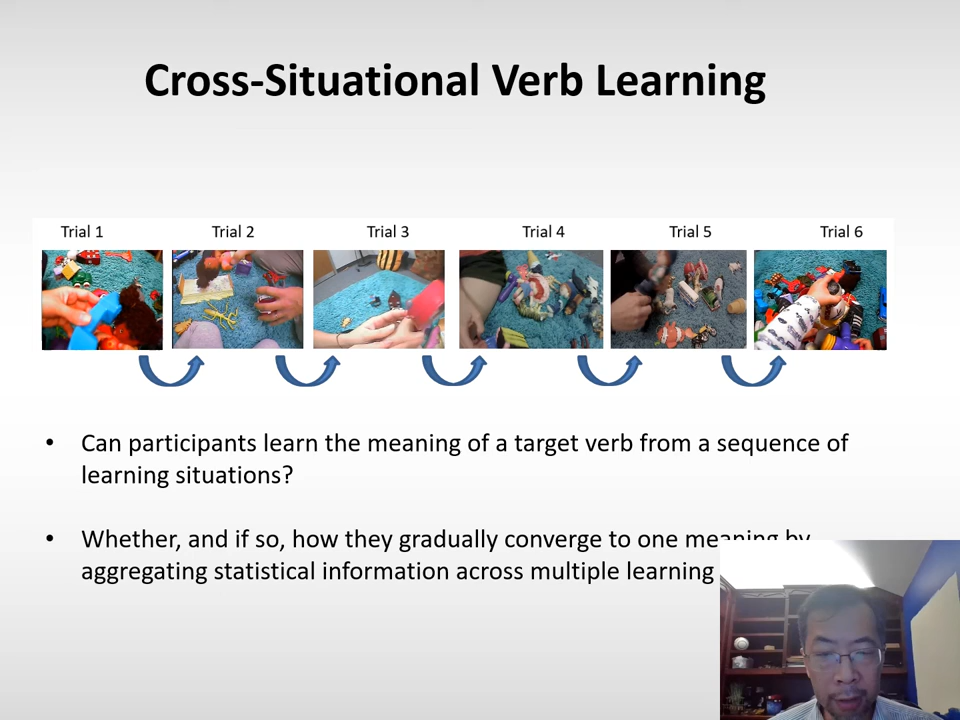 Cross-Situational Verb Learning
Trial 1 Trial 2 Trial 3 Trial 4 Trial 5 Trial 6
• Can participants learn the meaning of a target verb from a sequence of
learning situations?
• Whether, and if so, how they gradually converge to one meaning by
aggregating statistical information across multiple learning